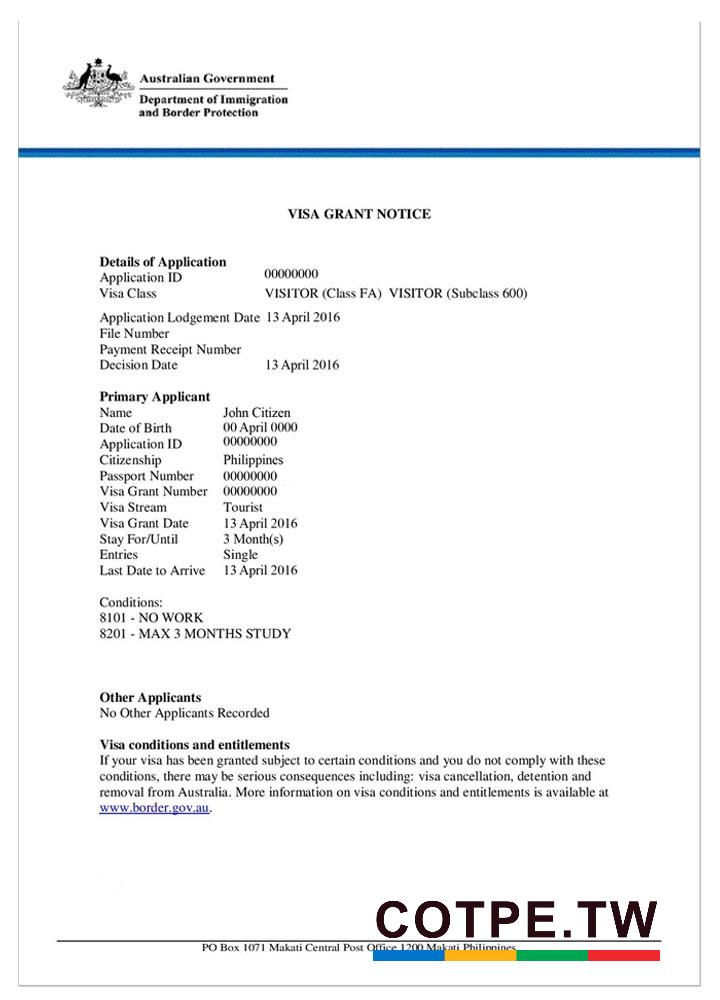 Australian Government
Department of Immigration
and Border Protection
VISA GRANT NOTICE
Details of Application
Application ID 00000000
Visa Class VISITOR (Class FA) VISITOR (Subclass 600)
Application Lodgement Date 13 April 2016
File Number
Payment Receipt Number
Decision Date 13 April 2016
Primary Applicant
Name John Citizen
Date of Birth 00 April 0000
Application ID 00000000
Citizenship Philippines
Passport Number 00000000
Visa Grant Number 00000000
Visa Stream Tourist
Visa Grant Date 13 April 2016
Stay For/Until 3 Month(s)
Entries Single
Last Date to Arrive 13 April 2016
Conditions:
8101 - NO WORK
8201 - MAX 3 MONTHS STUDY
Other Applicants
No Other Applicants Recorded
Visa conditions and entitlements
If your visa has been granted subject to certain conditions and you do not comply with these
conditions, there may be serious consequences including: visa cancellation, detention and
removal from Australia. More information on visa conditions and entitlements is available at
www.border.gov.au.
COTPE.TW
PO Box 1071 Makati Central Post Office 1200 Makati Philippines